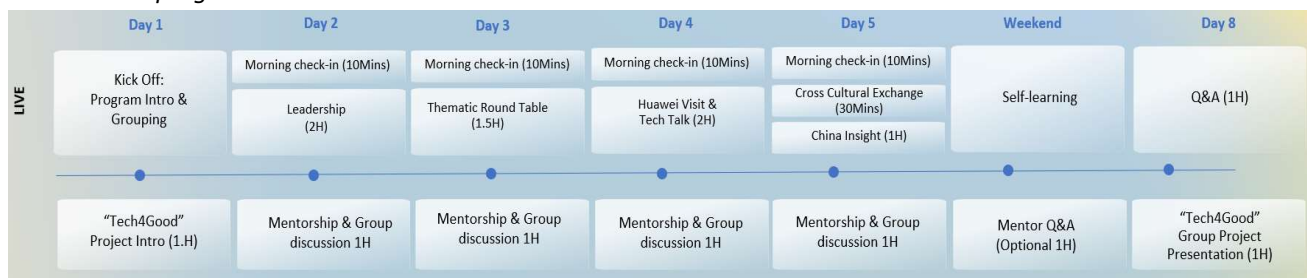 Day 1
Day 2
Day 3
Day 4
Day 5
Weekend
Day 8
LIVE
Kick Off:
Program Intro &
Grouping
Morning check-in (10Mins)
Leadership
(2H)
Morning check-in (10Mins)
Thematic Round Table
(1.5H)
Morning check-in (10Mins)
Huawei Visit &
Tech Talk (2H)
Morning check-in (10Mins)
Cross Cultural Exchange
(30Mins)
China Insight (1H)
Self-learning
Q&A (1H)
“Tech4Good”
Project Intro (1.H)
Mentorship & Group
discussion 1H
Mentorship & Group
discussion 1H
Mentorship & Group
discussion 1H
Mentorship & Group
discussion 1H
Mentor Q&A
(Optional 1H)
“Tech4Good”
Group Project
Presentation (1H)